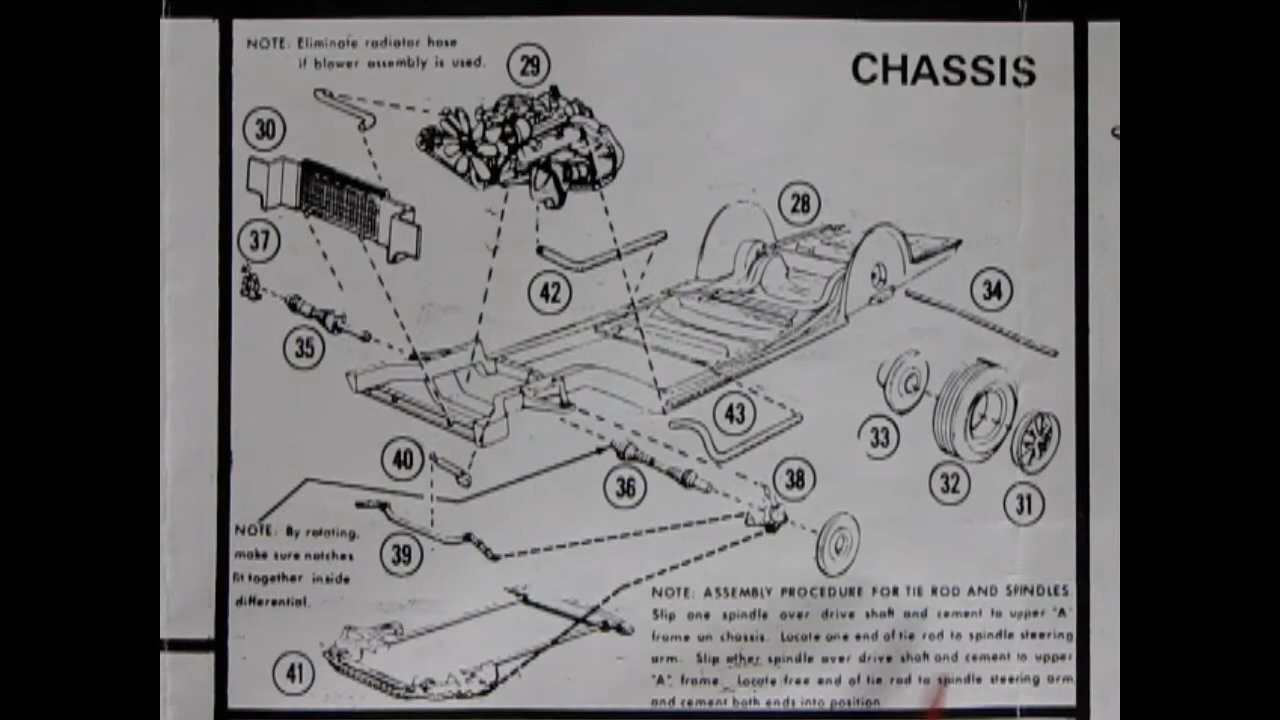 NOTE: Eliminate radiator hose
if blower assembly is used.
CHASSIS
29
30
28
37
42
34
35
43
33
40
36
38
32
31
39
NOTE: By rotating,
make sure notches
fit together inside
differential.
41
NOTE: ASSEMBLY PROCEDURE FOR TIE ROD AND SPINDLES
Slip one spindle over drive shaft and cement to upper "A"
frame on chassis. Locate one end of tie rod to spindle steering
arm. Slip other spindle over drive shaft and cement to upper
"A" frame. Locate free end of tie rod to spindle steering arm
and cement both ends into position